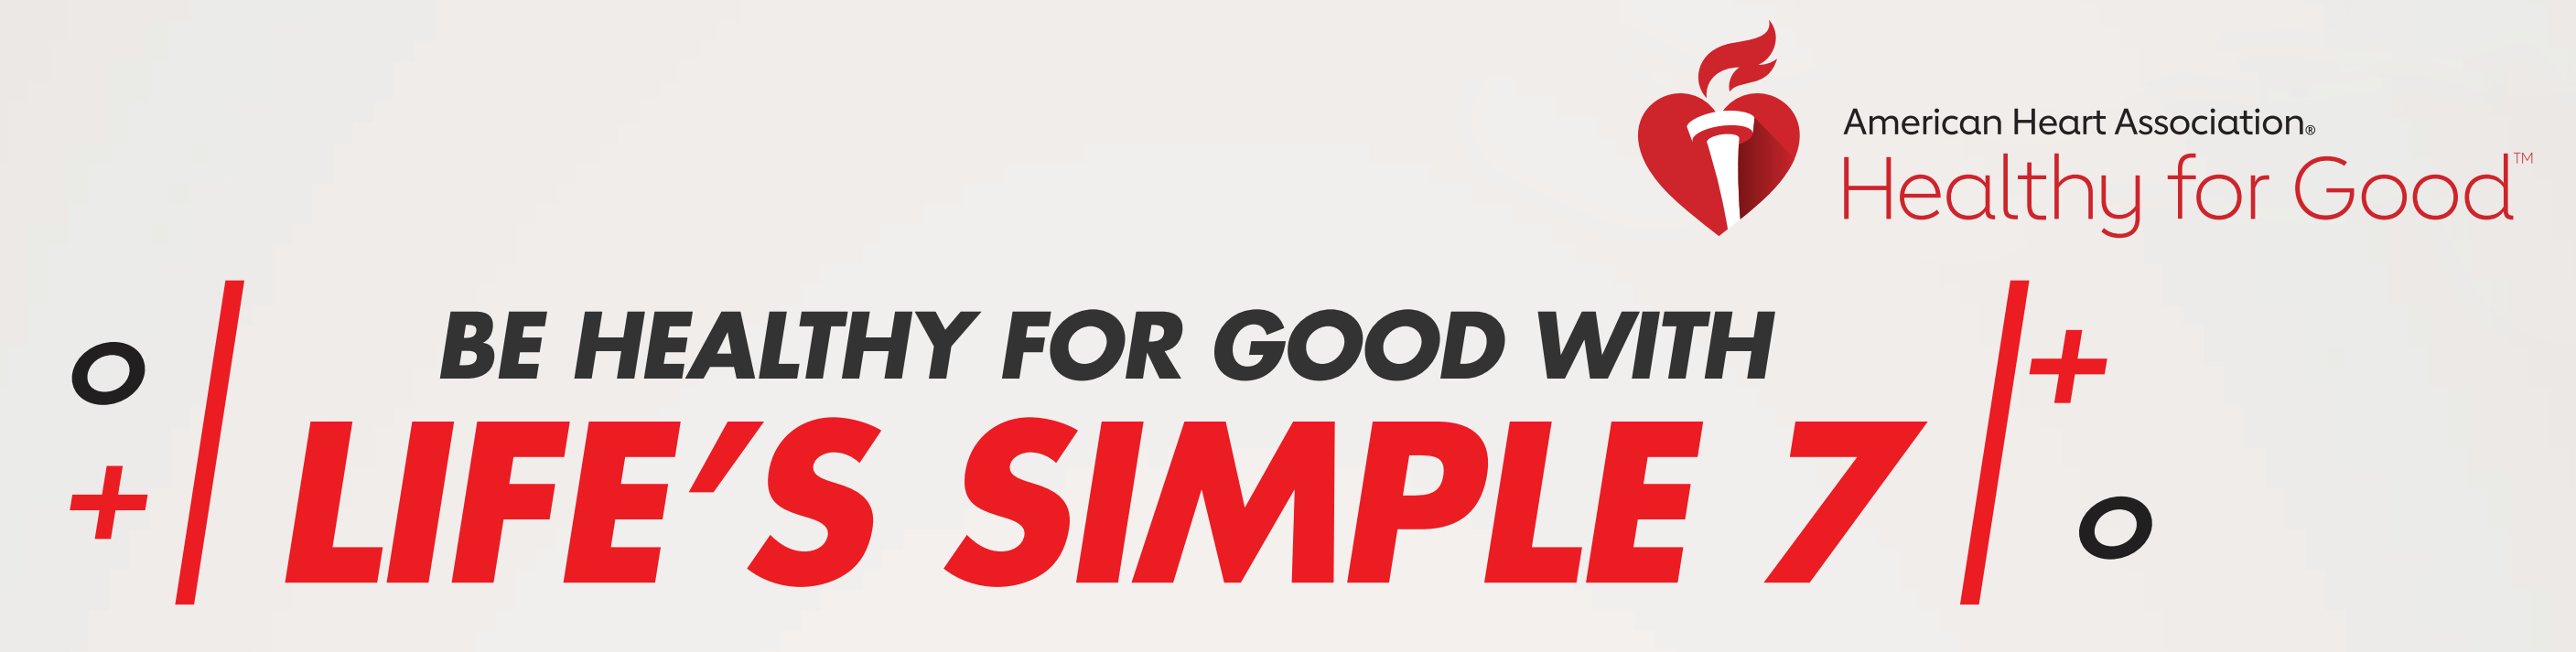 American Heart Association®
Healthy for Good™
BE HEALTHY FOR GOOD WITH
LIFE’S SIMPLE 7